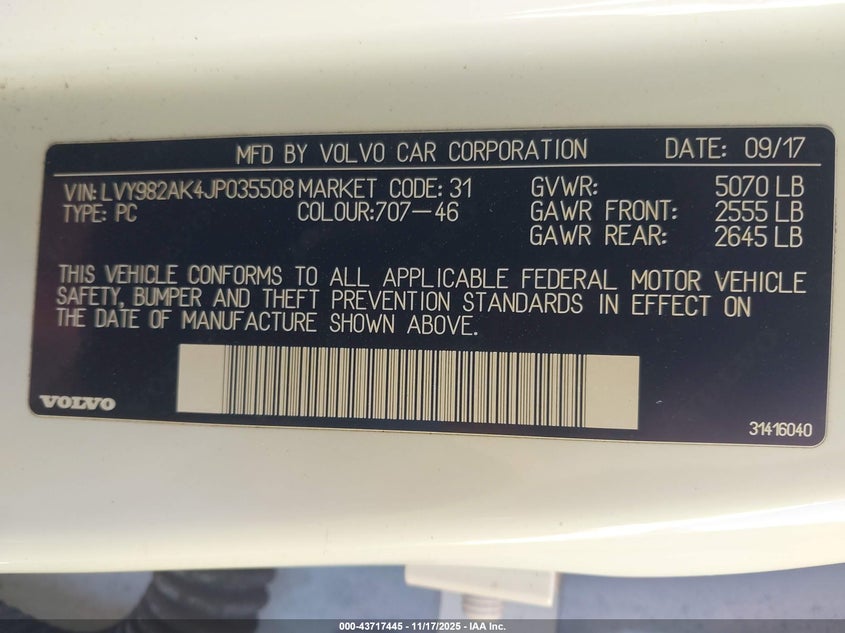 MFD BY VOLVO CAR CORPORATION DATE: 09/17
VIN: LVY982AK4JP035508 MARKET CODE: 31 GVWR: 5070 LB
TYPE: PC COLOUR:707-46 GAWR FRONT: 2555 LB
GAWR REAR: 2645 LB
THIS VEHICLE CONFORMS TO ALL APPLICABLE FEDERAL MOTOR VEHICLE
SAFETY, BUMPER AND THEFT PREVENTION STANDARDS IN EFFECT ON
THE DATE OF MANUFACTURE SHOWN ABOVE.
VOLVO
31416040
000-43717445 - 11/17/2025 - IAA Inc.